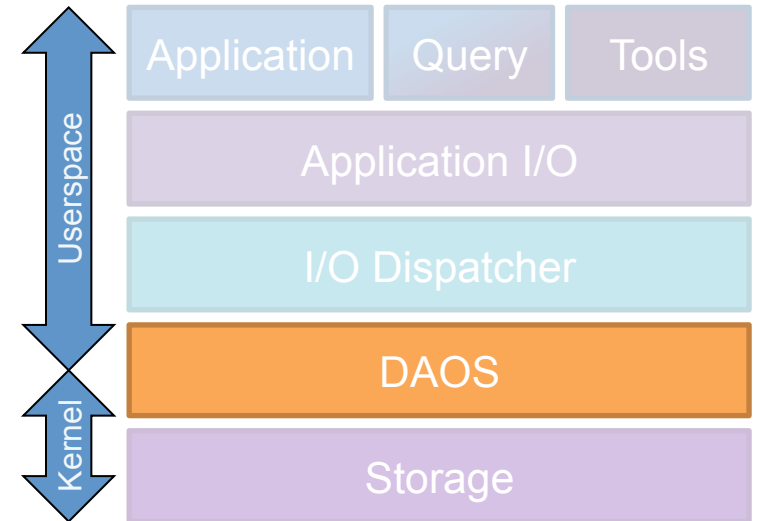 Application
Query
Tools
Userspace
Application I/O
I/O Dispatcher
DAOS
Kernel
Storage